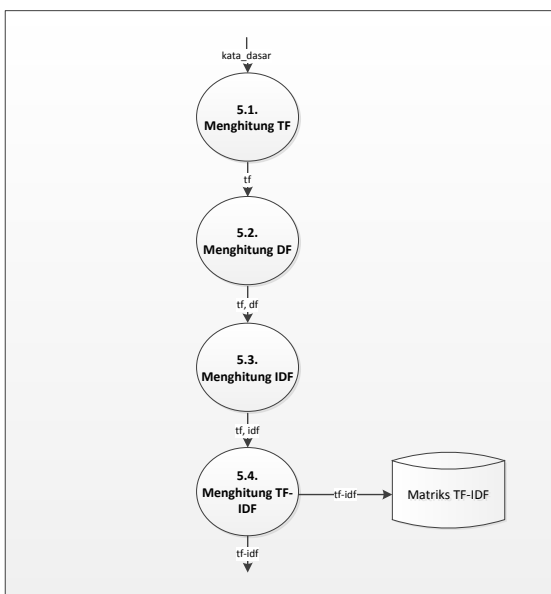 kata_dasar
5.1.
Menghitung TF
tf
5.2.
Menghitung DF
tf, df
5.3.
Menghitung IDF
tf, idf
5.4.
Menghitung TF-
IDF
tf-idf
Matriks TF-IDF
tf-idf